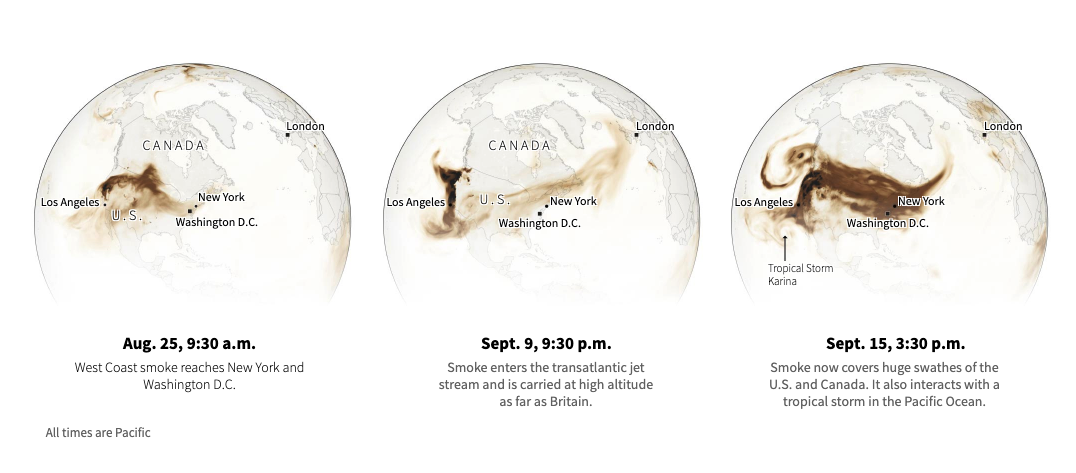 London
CANADA
Los Angeles
New York
U.S.
Washington D.C.
London
CANADA
Los Angeles
U.S.
New York
Washington D.C.
London
Los Angeles
New York
Washington D.C.
Tropical Storm
Karina
Aug. 25, 9:30 a.m.
West Coast smoke reaches New York and
Washington D.C.
Sept. 9, 9:30 p.m.
Smoke enters the transatlantic jet
stream and is carried at high altitude
as far as Britain.
Sept. 15, 3:30 p.m.
Smoke now covers huge swathes of the
U.S. and Canada. It also interacts with a
tropical storm in the Pacific Ocean.
All times are Pacific